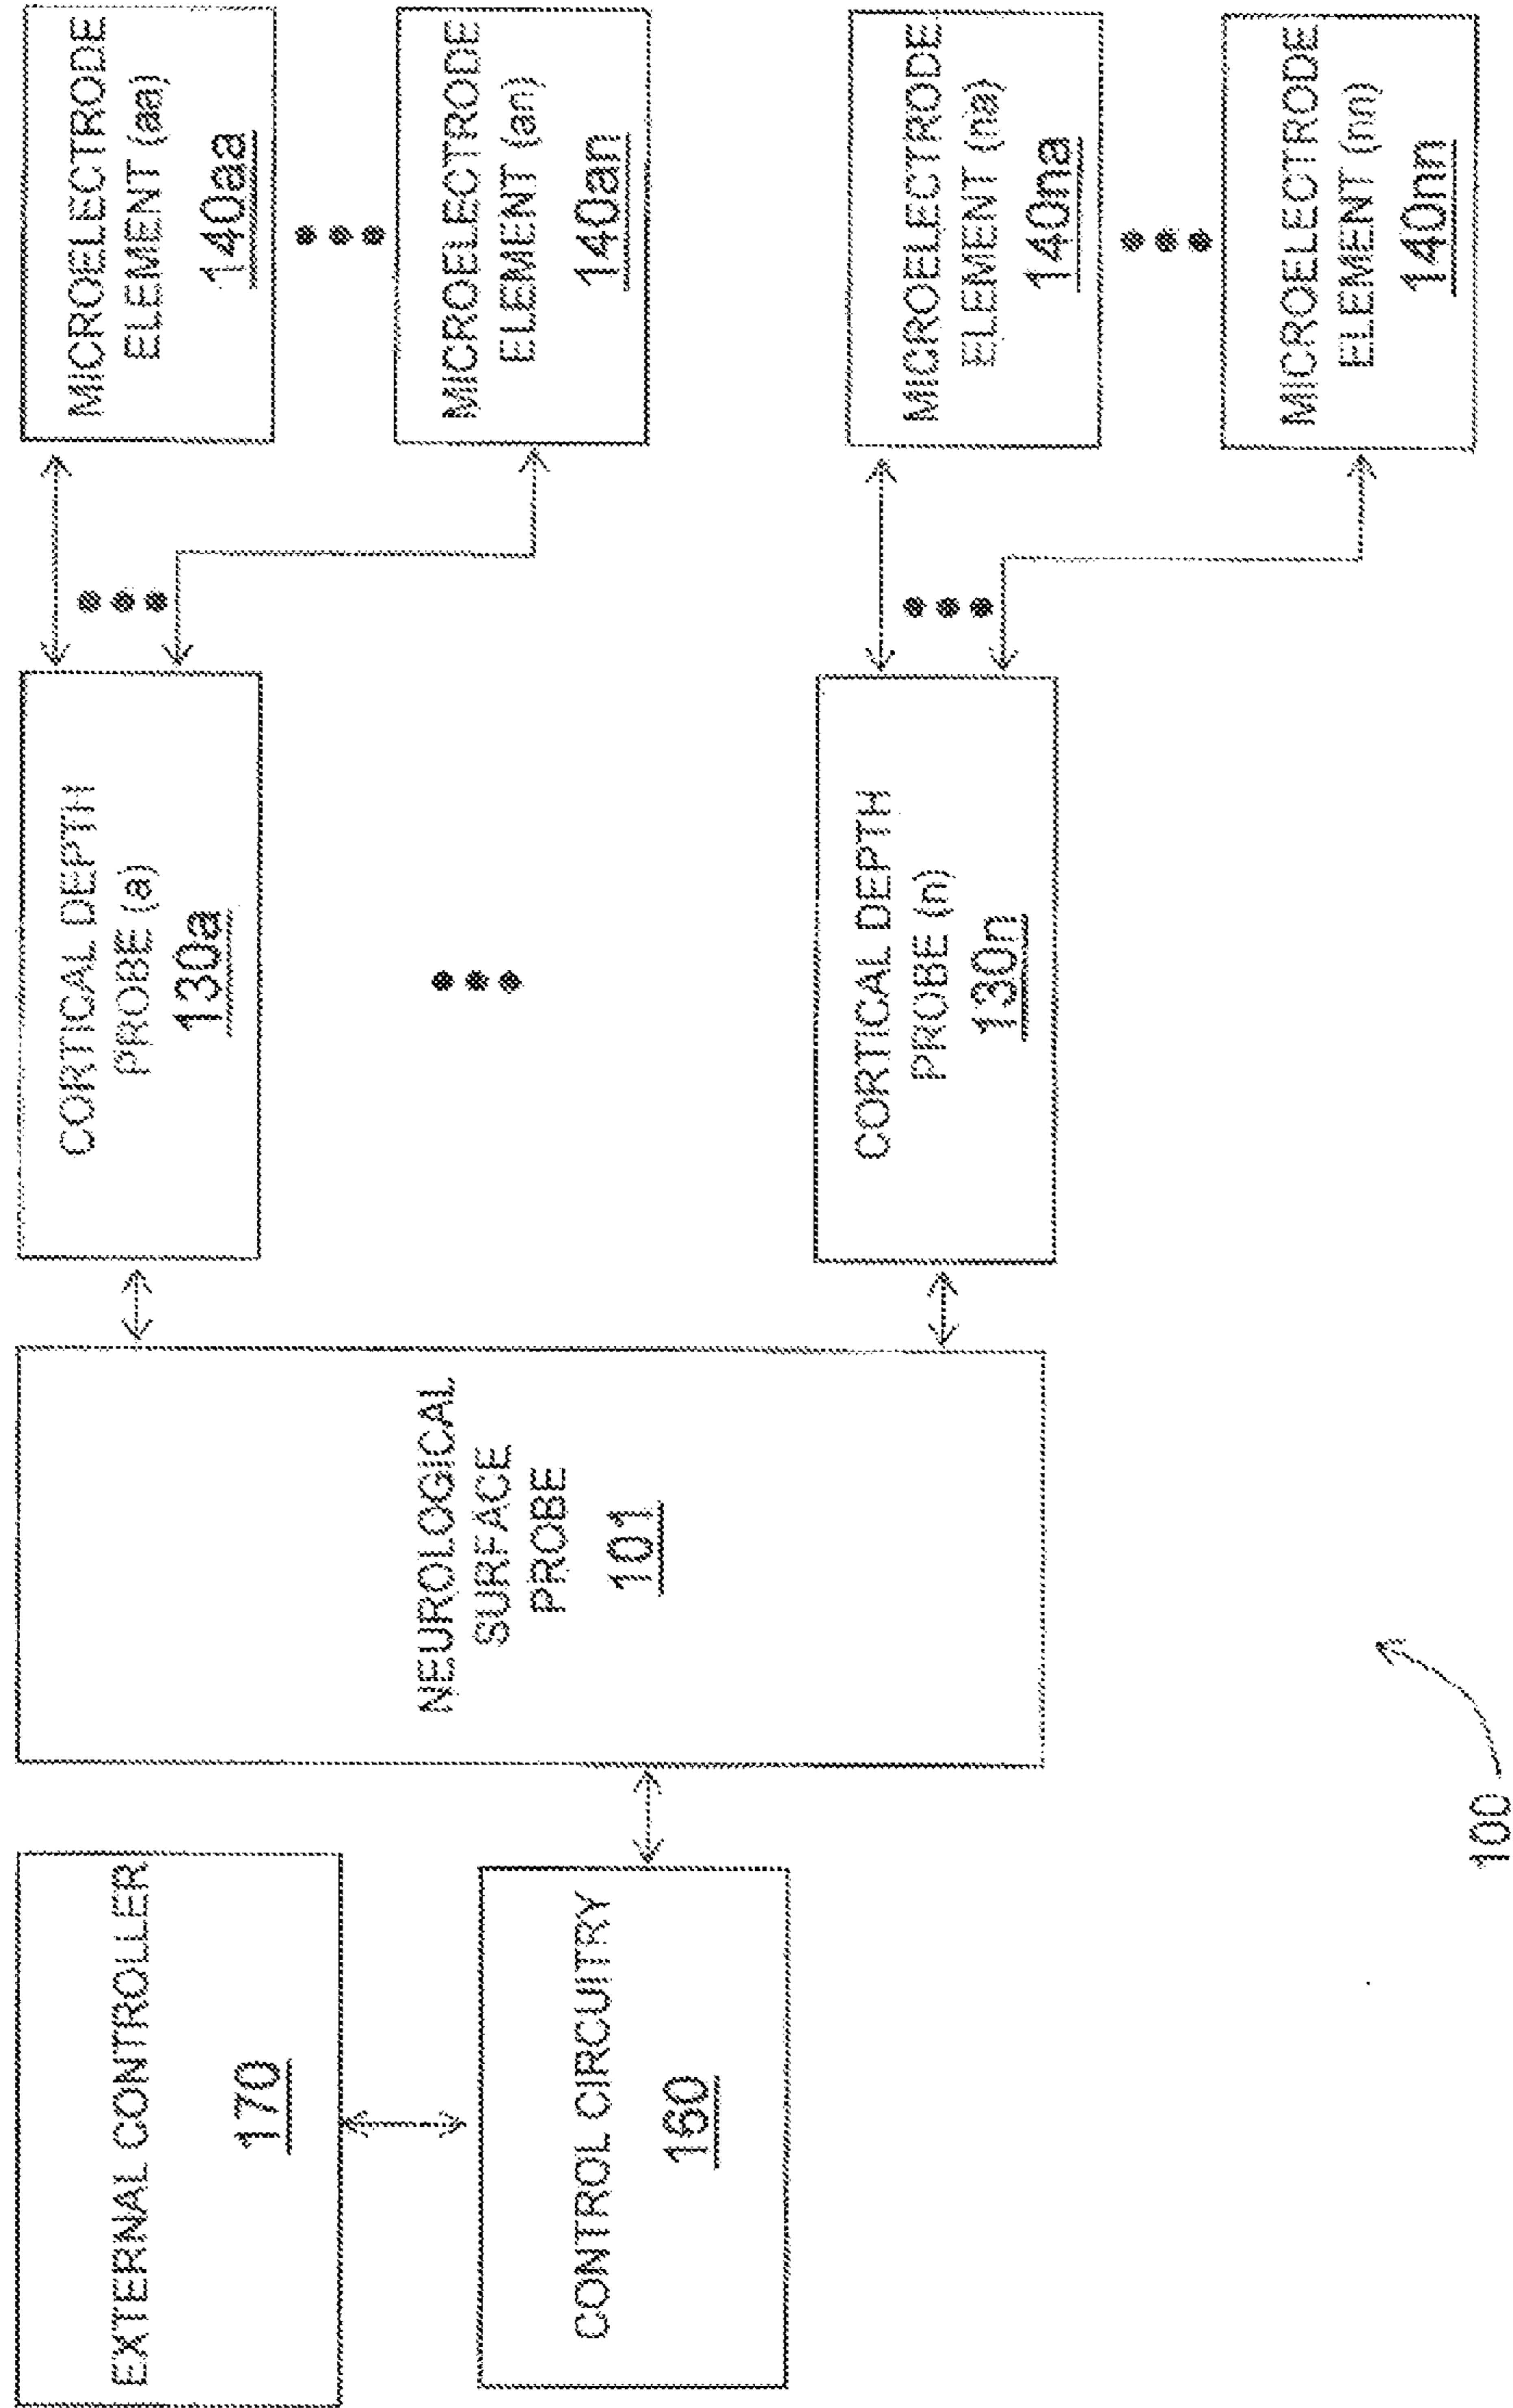 EXTERNAL CONTROLLER
170
CONTROL CIRCUITRY
160
NEUROLOGICAL
SURFACE
PROBE
101
CORTICAL DEPTH
PROBE (a)
130a
CORTICAL DEPTH
PROBE (n)
130n
MICROELECTRODE
ELEMENT (aa)
140aa
MICROELECTRODE
ELEMENT (an)
140an
MICROELECTRODE
ELEMENT (na)
140na
MICROELECTRODE
ELEMENT (nn)
140nn
100